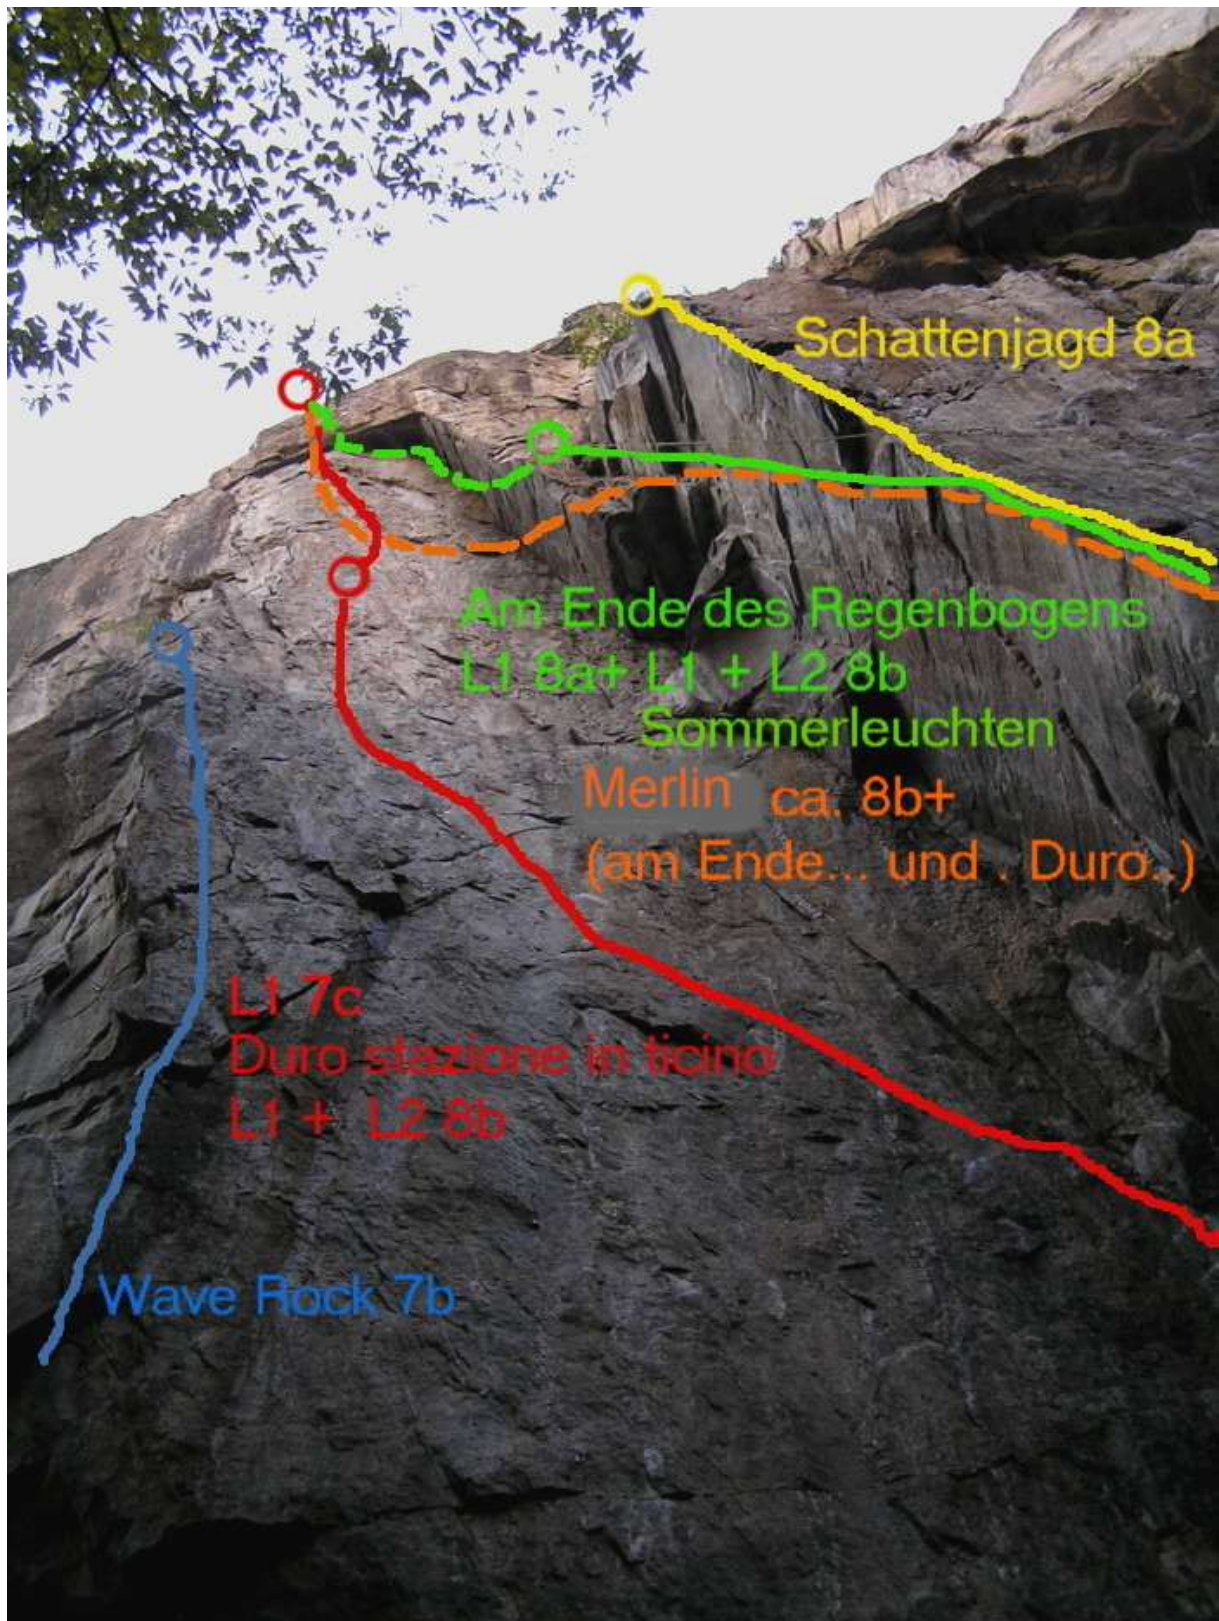 Schattenjagd 8a
Am Ende des Regenbogens
L1 8a+ L1 + L2 8b
Sommerleuchten
Merlin ca. 8b+
(am Ende... und . Duro..)
L1 7c
Duro stazione in ticino
L1 + L2 8b
Wave Rock 7b